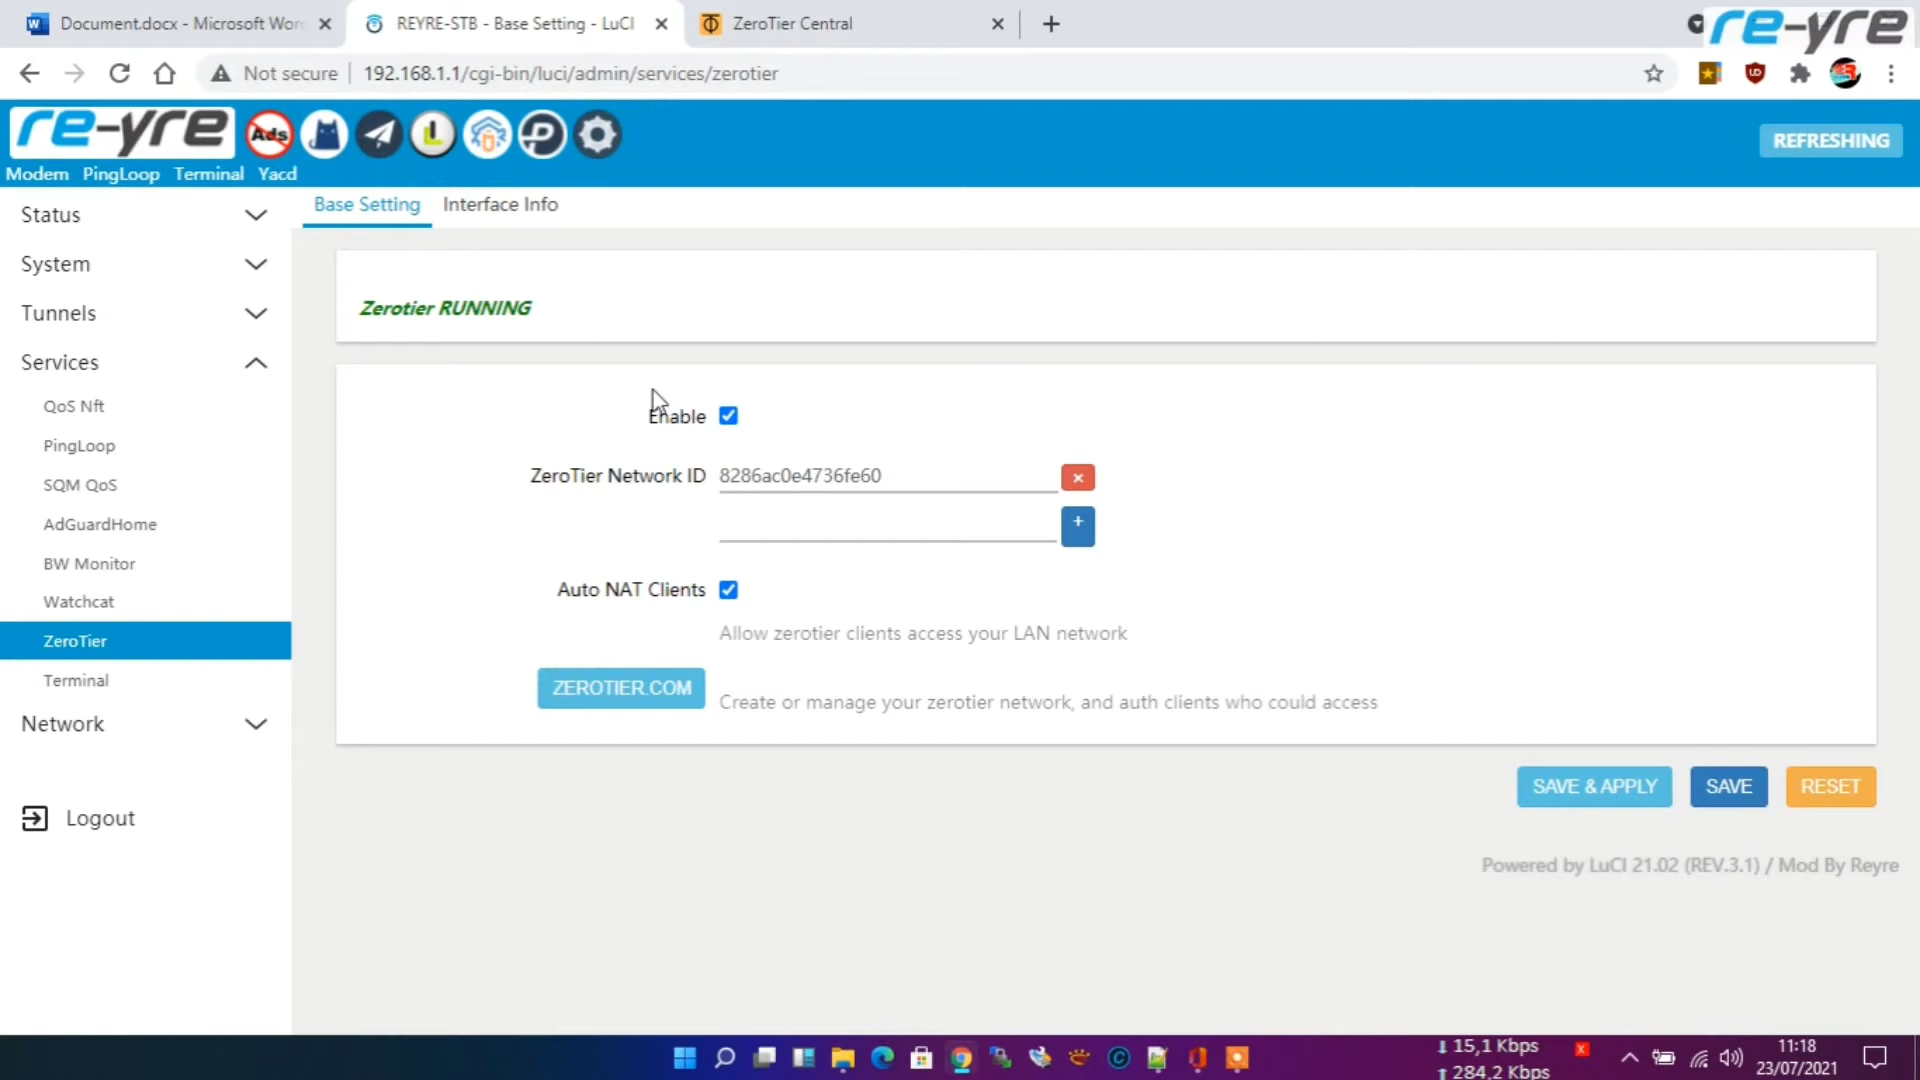 Document.docx - Microsoft Word
REYRE-STB - Base Setting - LuCI
ZeroTier Central
re-yre
Not secure
192.168.1.1/cgi-bin/luci/admin/services/zerotier
re-yre
Ads
REFRESHING
Modem PingLoop Terminal Yacd
Base Setting
Interface Info
Status
System
Tunnels
Services
QoS Nft
PingLoop
SQM QoS
AdGuardHome
BW Monitor
Watchcat
ZeroTier
Terminal
Network
Logout
Zerotier RUNNING
Enable
ZeroTier Network ID
8286ac0e4736fe60
Auto NAT Clients
Allow zerotier clients access your LAN network
ZEROTIER.COM
Create or manage your zerotier network, and auth clients who could access
SAVE & APPLY
SAVE
RESET
Powered by LuCI 21.02 (REV.3.1) / Mod By Reyre
15,1 Kbps
284,2 Kbps
11:18
23/07/2021